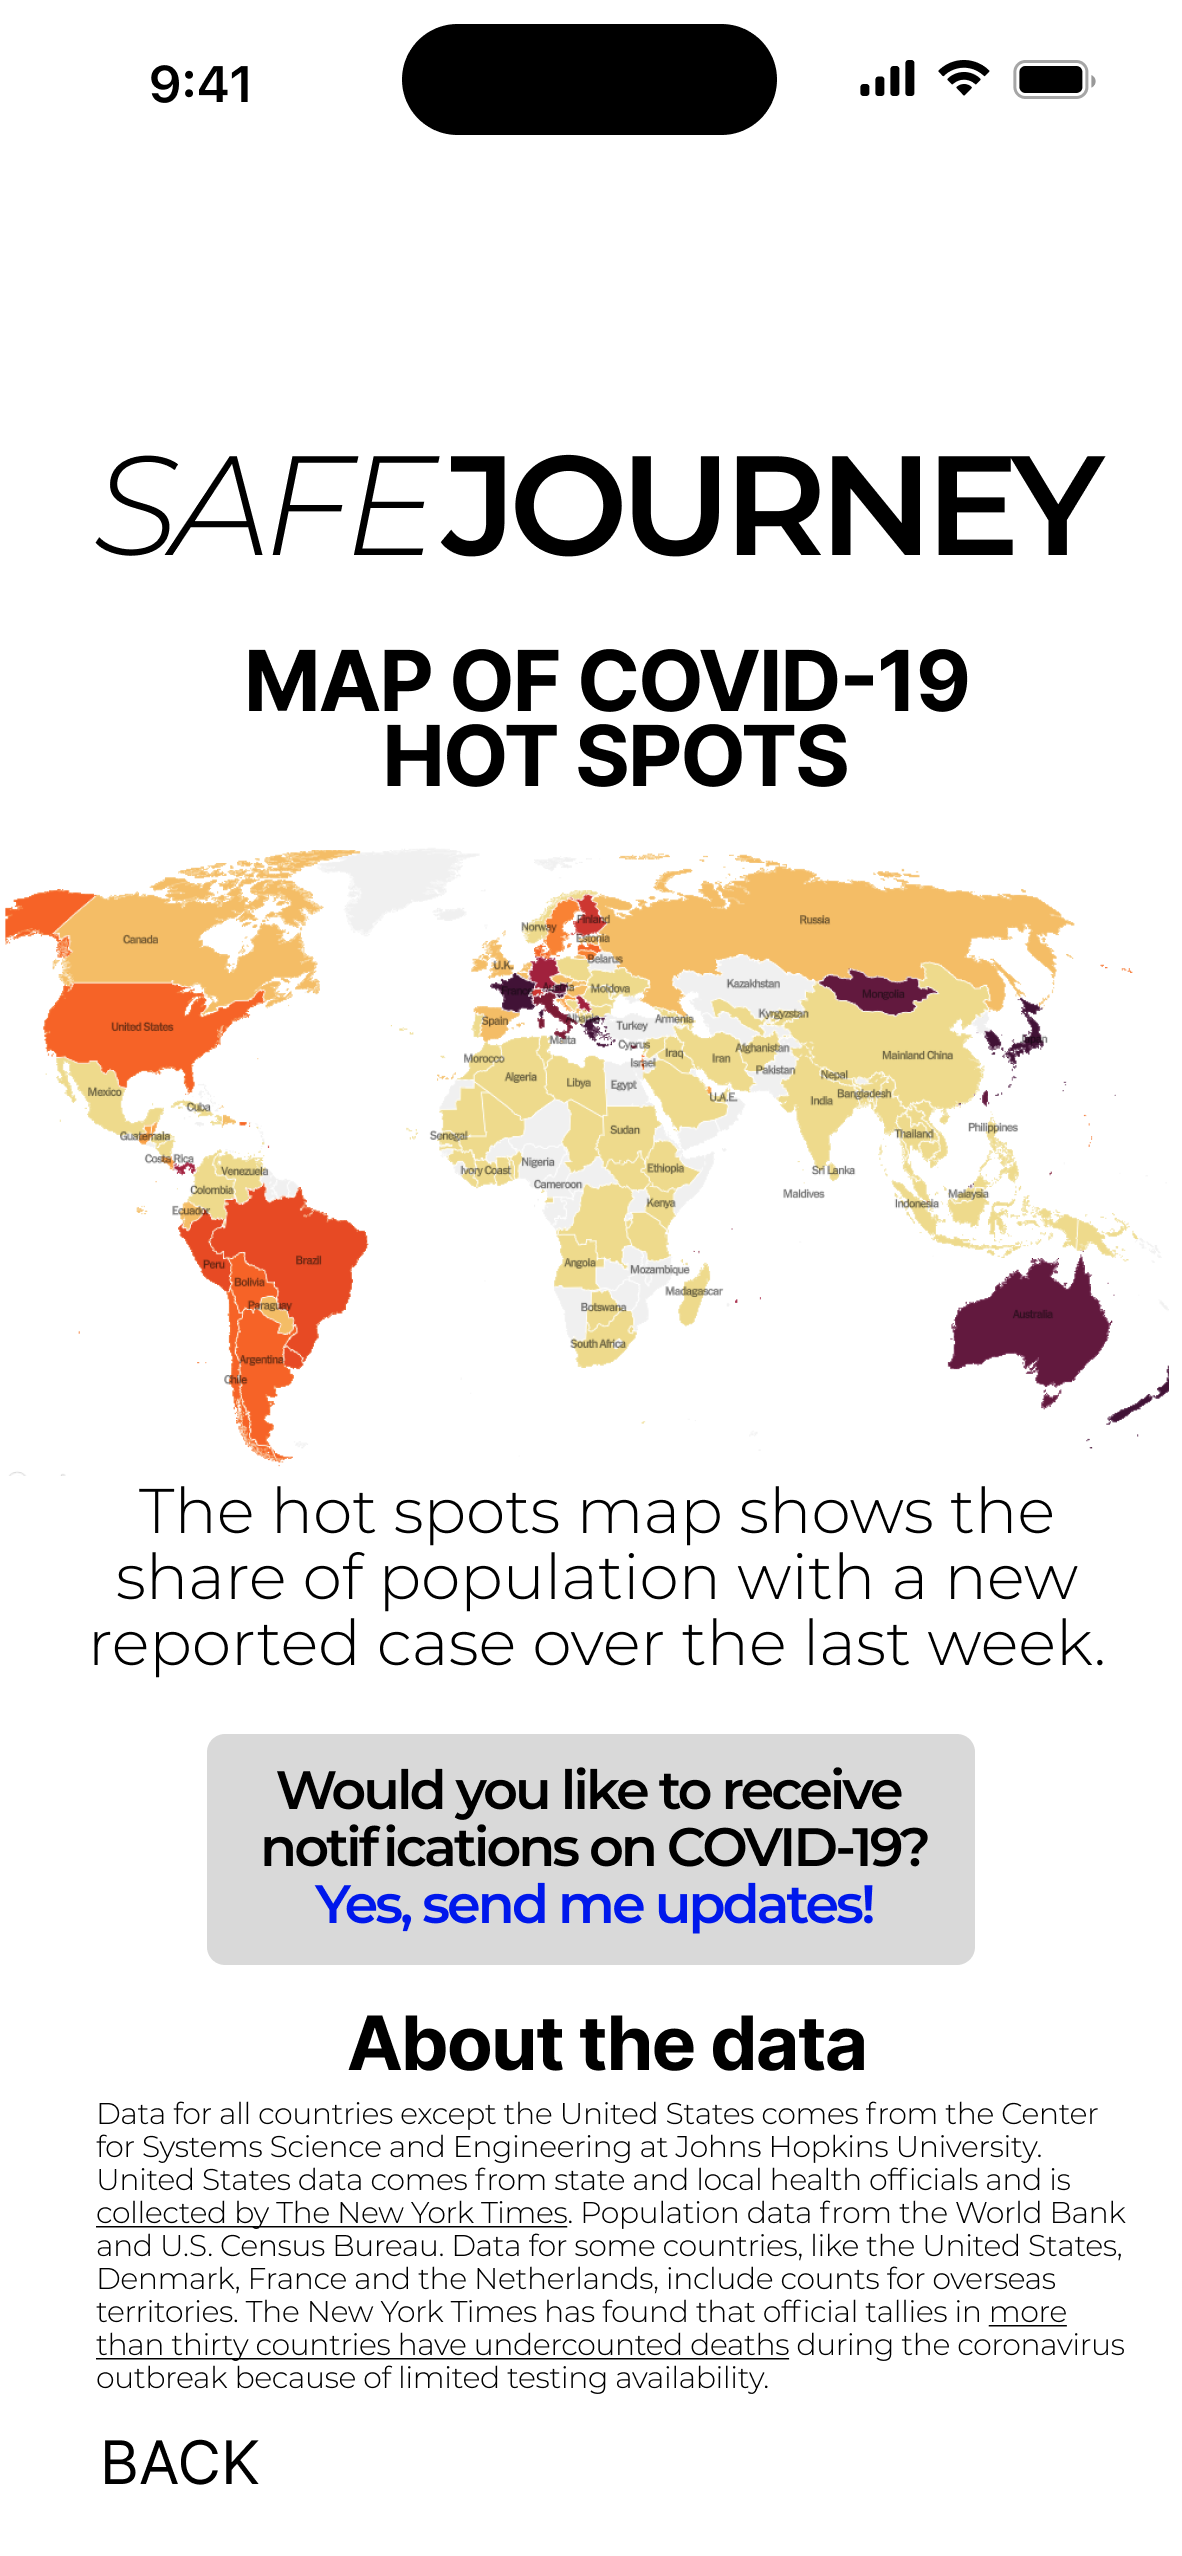 9:41
SAFEJOURNEY
MAP OF COVID-19
HOT SPOTS
Canada
Russia
Norway
Finland
Estonia
U.K.
Belarus
Kazakhstan
Moldova
Mongolia
United States
Spain
Albania
Turkey
Armenia
Kyrgyzstan
Malta
Cyprus
Morocco
Israel
Iraq
Iran
Afghanistan
Mainland China
Mexico
Algeria
Libya
Egypt
Pakistan
Nepal
Cuba
U.A.E.
India
Bangladesh
Guatemala
Senegal
Sudan
Thailand
Philippines
Costa Rica
Venezuela
Ivory Coast
Nigeria
Ethiopia
Sri Lanka
Colombia
Cameroon
Maldives
Malaysia
Ecuador
Kenya
Indonesia
Peru
Brazil
Angola
Mozambique
Bolivia
Madagascar
Paraguay
Botswana
Australia
Argentina
South Africa
Chile
The hot spots map shows the
share of population with a new
reported case over the last week.
Would you like to receive
notifications on COVID-19?
Yes, send me updates!
About the data
Data for all countries except the United States comes from the Center
for Systems Science and Engineering at Johns Hopkins University.
United States data comes from state and local health officials and is
collected by The New York Times. Population data from the World Bank
and U.S. Census Bureau. Data for some countries, like the United States,
Denmark, France and the Netherlands, include counts for overseas
territories. The New York Times has found that official tallies in more
than thirty countries have undercounted deaths during the coronavirus
outbreak because of limited testing availability.
BACK